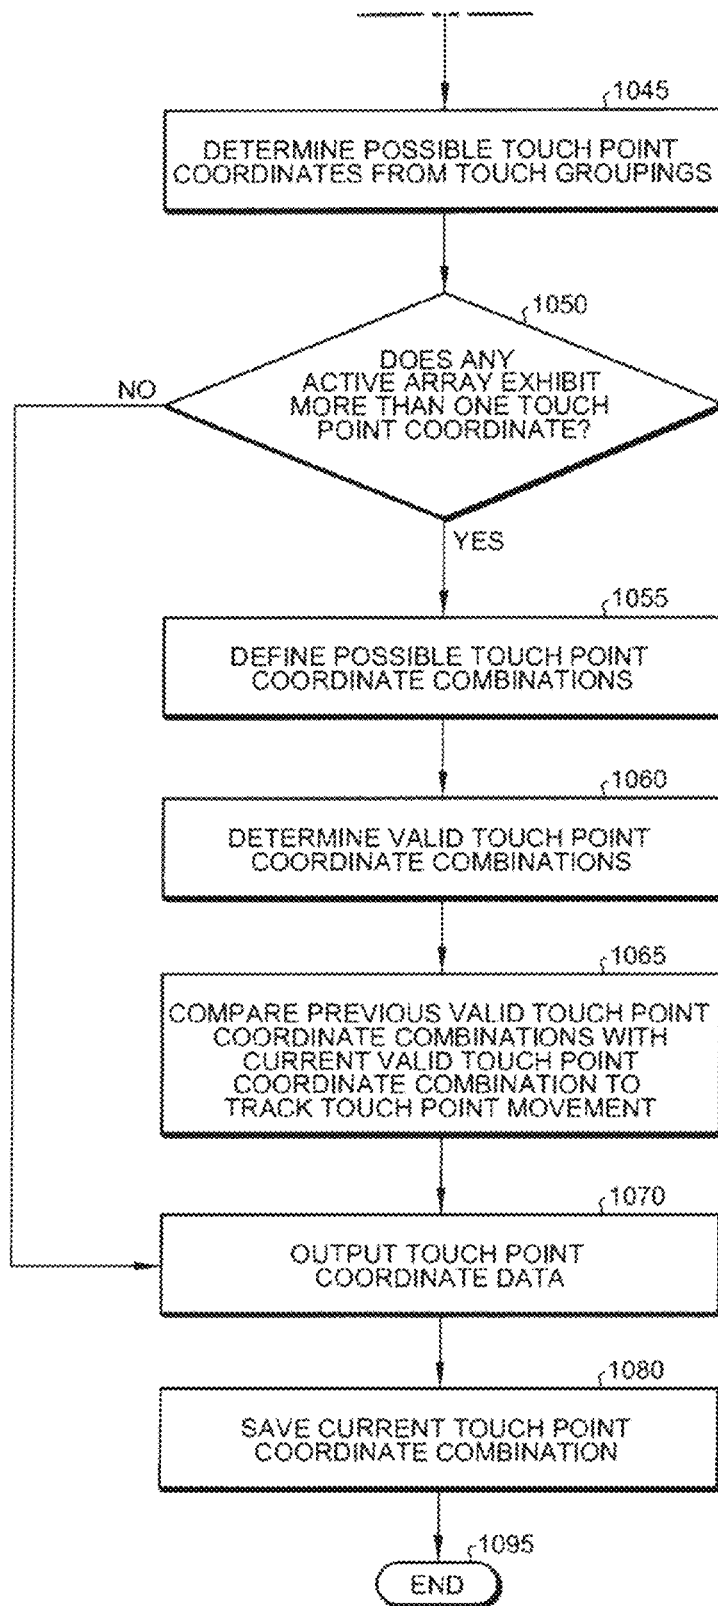 1045
DETERMINE POSSIBLE TOUCH POINT
COORDINATES FROM TOUCH GROUPINGS
1050
DOES ANY
ACTIVE ARRAY EXHIBIT
MORE THAN ONE TOUCH
POINT COORDINATE?
NO
YES
1055
DEFINE POSSIBLE TOUCH POINT
COORDINATE COMBINATIONS
1060
DETERMINE VALID TOUCH POINT
COORDINATE COMBINATIONS
1065
COMPARE PREVIOUS VALID TOUCH POINT
COORDINATE COMBINATIONS WITH
CURRENT VALID TOUCH POINT
COORDINATE COMBINATION TO
TRACK TOUCH POINT MOVEMENT
1070
OUTPUT TOUCH POINT
COORDINATE DATA
1080
SAVE CURRENT TOUCH POINT
COORDINATE COMBINATION
1095
END